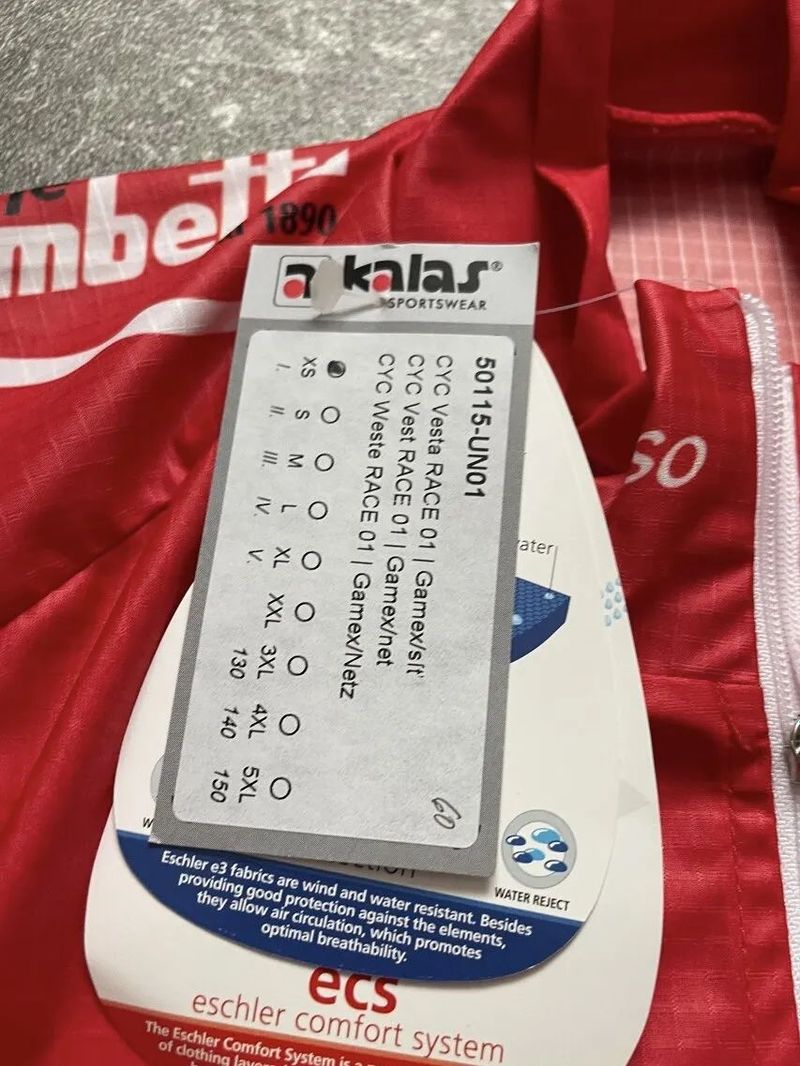 mbett
1890
kalas®
SPORTSWEAR
50115-UN01
CYC Vesta RACE 01 | Gamex/síť
CYC Vest RACE 01 | Gamex/net
CYC Weste RACE 01 | Gamex/Netz
XS S M L XL XXL 3XL 4XL 5XL
I. II. III. IV. V. 130 140 150
60
so
ater
WATER REJECT
Eschler e3 fabrics are wind and water resistant. Besides
providing good protection against the elements,
they allow air circulation, which promotes
optimal breathability.
ecs
eschler comfort system
The Eschler Comfort System is a
of clothing